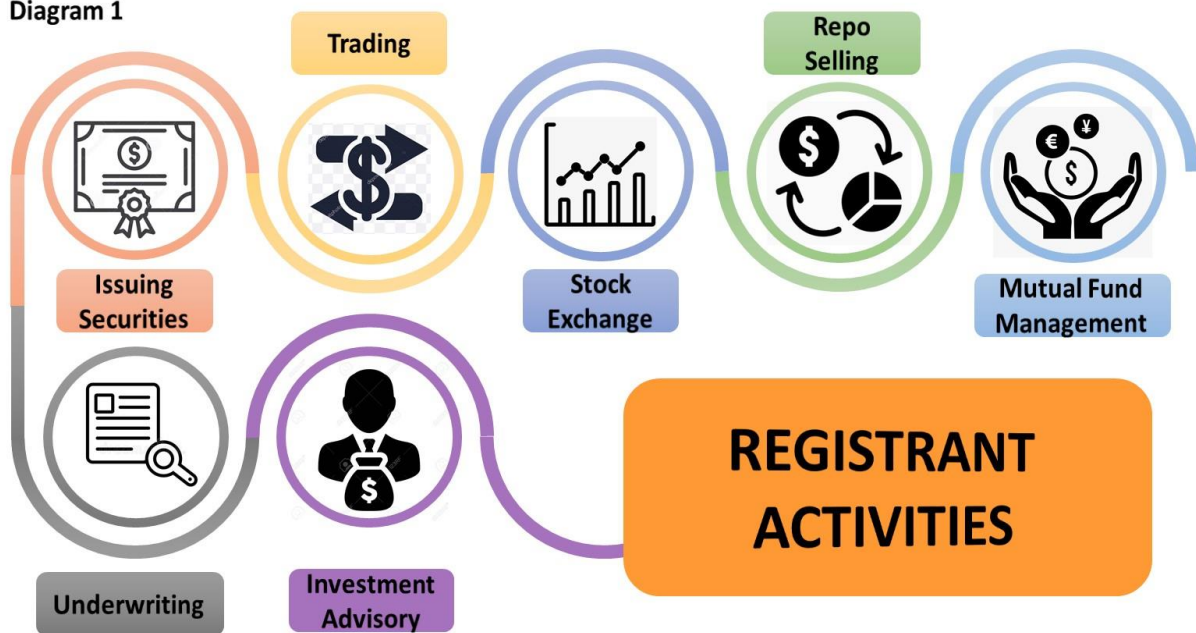 Diagram 1
Trading
Repo
Selling
$
$
$
€
¥
$
Issuing
Securities
Stock
Exchange
Mutual Fund
Management
$
REGISTRANT
ACTIVITIES
Underwriting
Investment
Advisory